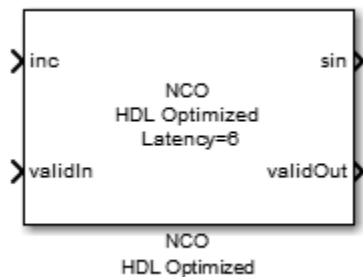 inc
sin
NCO
HDL Optimized
Latency=6
validIn
validOut
NCO
HDL Optimized